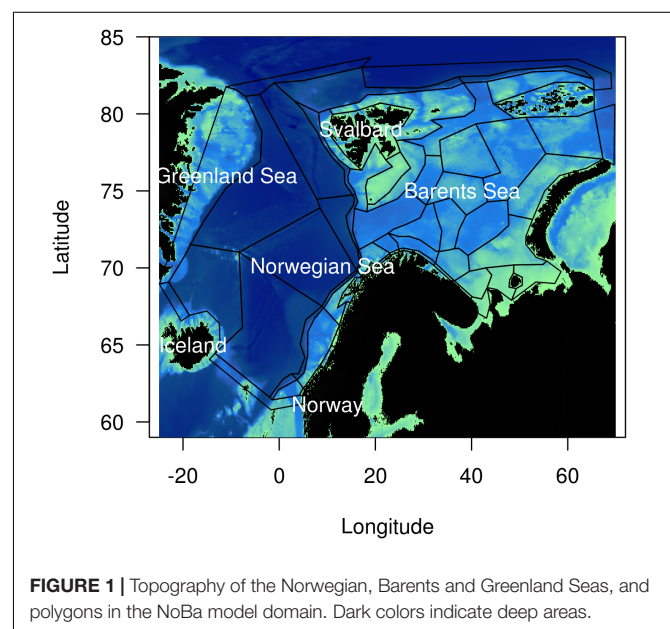 85
80
75
70
65
60
Latitude
Svalbard
Greenland Sea
Barents Sea
Norwegian Sea
Iceland
Norway
-20 0 20 40 60
Longitude
FIGURE 1 | Topography of the Norwegian, Barents and Greenland Seas, and
polygons in the NoBa model domain. Dark colors indicate deep areas.